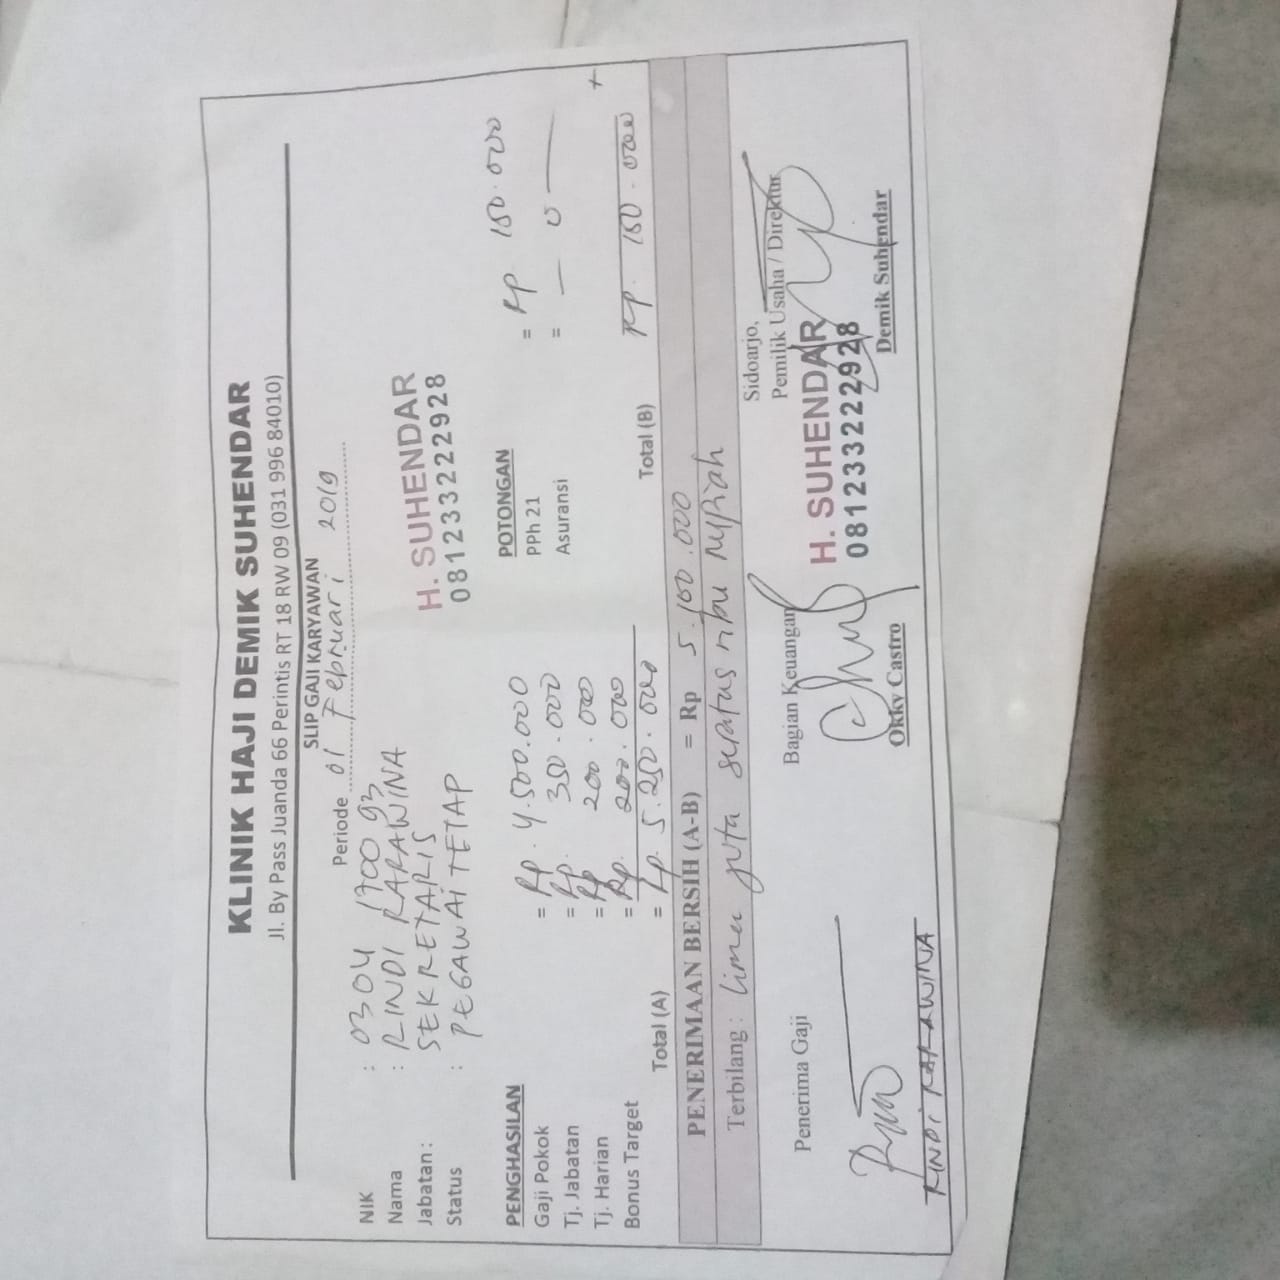 KLINIK HAJI DEMIK SUHENDAR
Jl. By Pass Juanda 66 Perintis RT 18 RW 09 (031 996 84010)
SLIP GAJI KARYAWAN
Periode 01 Februari 2019
NIK : 0304 170093
Nama : RINDI KARAWINA
Jabatan : SEKRETARIS
Status : PEGAWAI TETAP
H. SUHENDAR
081233222928
PENGHASILAN
Gaji Pokok = Rp. 4.500.000
Tj. Jabatan = Rp. 350.000
Tj. Harian = Rp 200.000
Bonus Target = Rp. 200.000
Total (A) = Rp. 5.250.000
POTONGAN
PPh 21 = Rp 150.000
Asuransi = — 0 —
+
Total (B) Rp. 150.000
PENERIMAAN BERSIH (A-B) = Rp 5.100.000
Terbilang : lima juta seratus ribu rupiah
Sidoarjo,
Penerima Gaji
Bagian Keuangan
Pemilik Usaha / Direktur
H. SUHENDAR
081233222928
RINDI KARAWINA
Okky Castro
Demik Suhendar